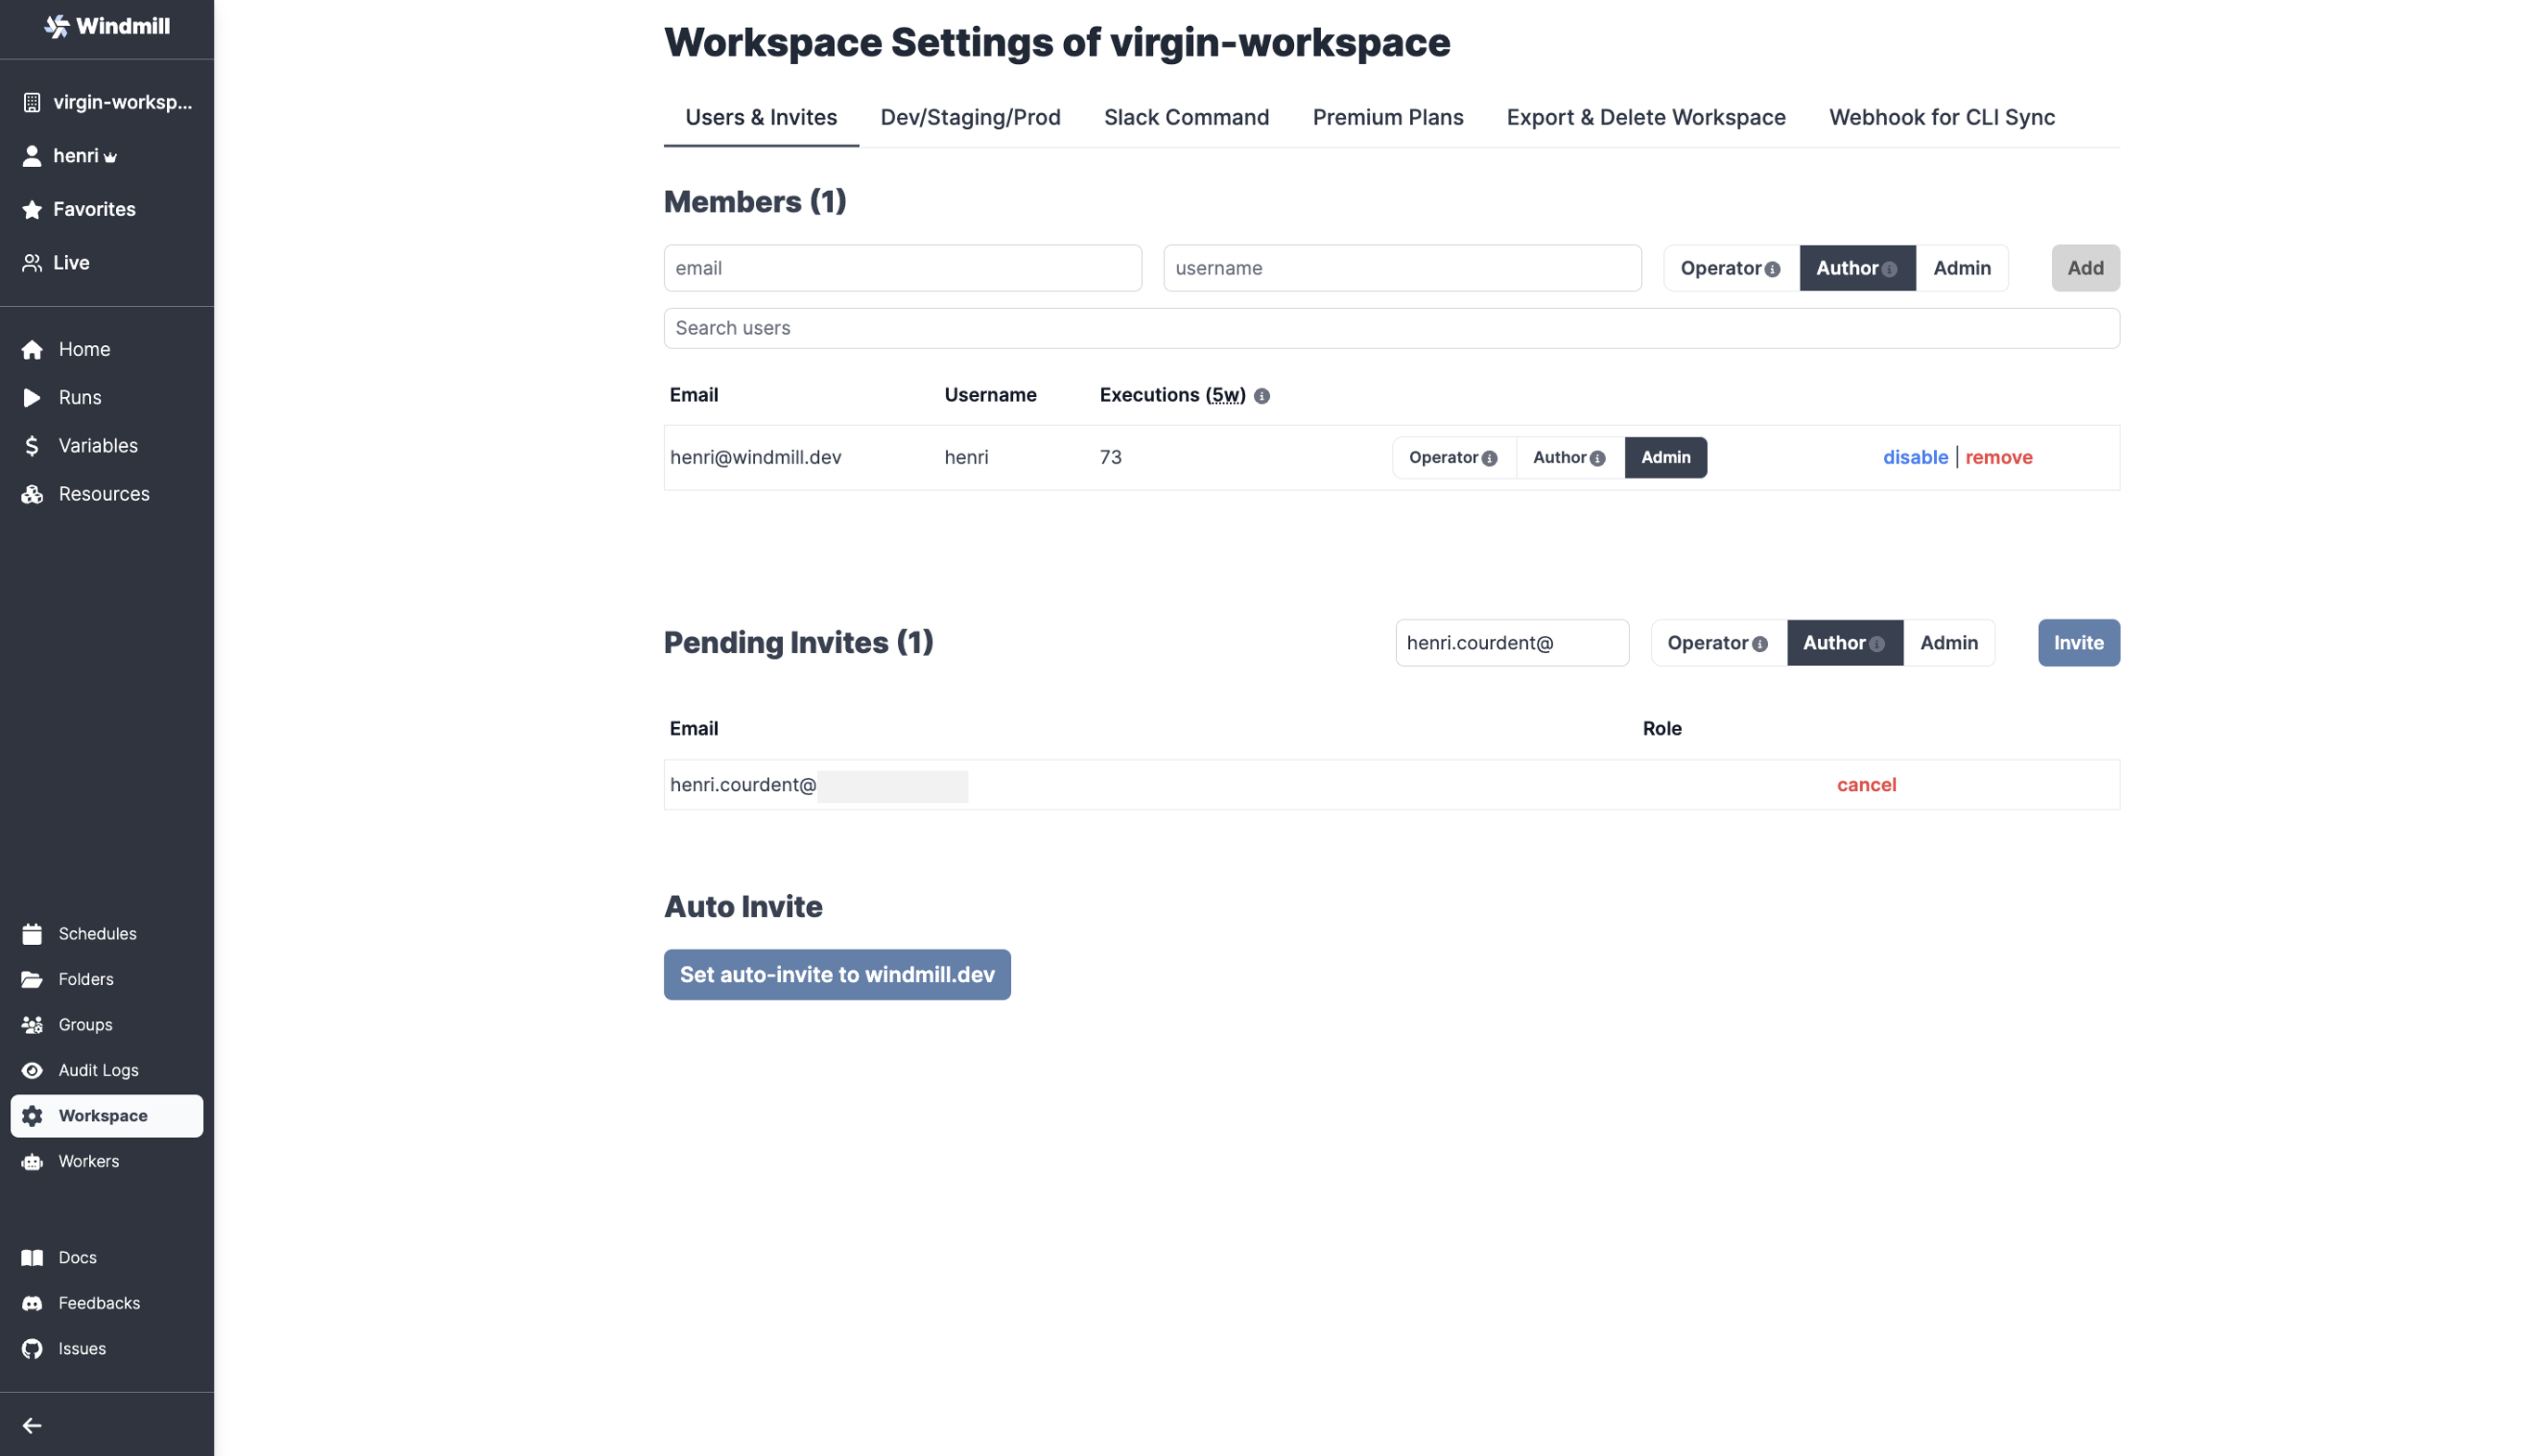 Windmill
virgin-worksp...
henri
Favorites
Live
Home
Runs
Variables
Resources
Schedules
Folders
Groups
Audit Logs
Workspace
Workers
Docs
Feedbacks
Issues
Workspace Settings of virgin-workspace
Users & Invites Dev/Staging/Prod Slack Command Premium Plans Export & Delete Workspace Webhook for CLI Sync
Members (1)
email username Operator Author Admin Add
Search users
Email Username Executions (5w)
henri@windmill.dev henri 73 Operator Author Admin disable | remove
Pending Invites (1) henri.courdent@ Operator Author Admin Invite
Email Role
henri.courdent@ cancel
Auto Invite
Set auto-invite to windmill.dev